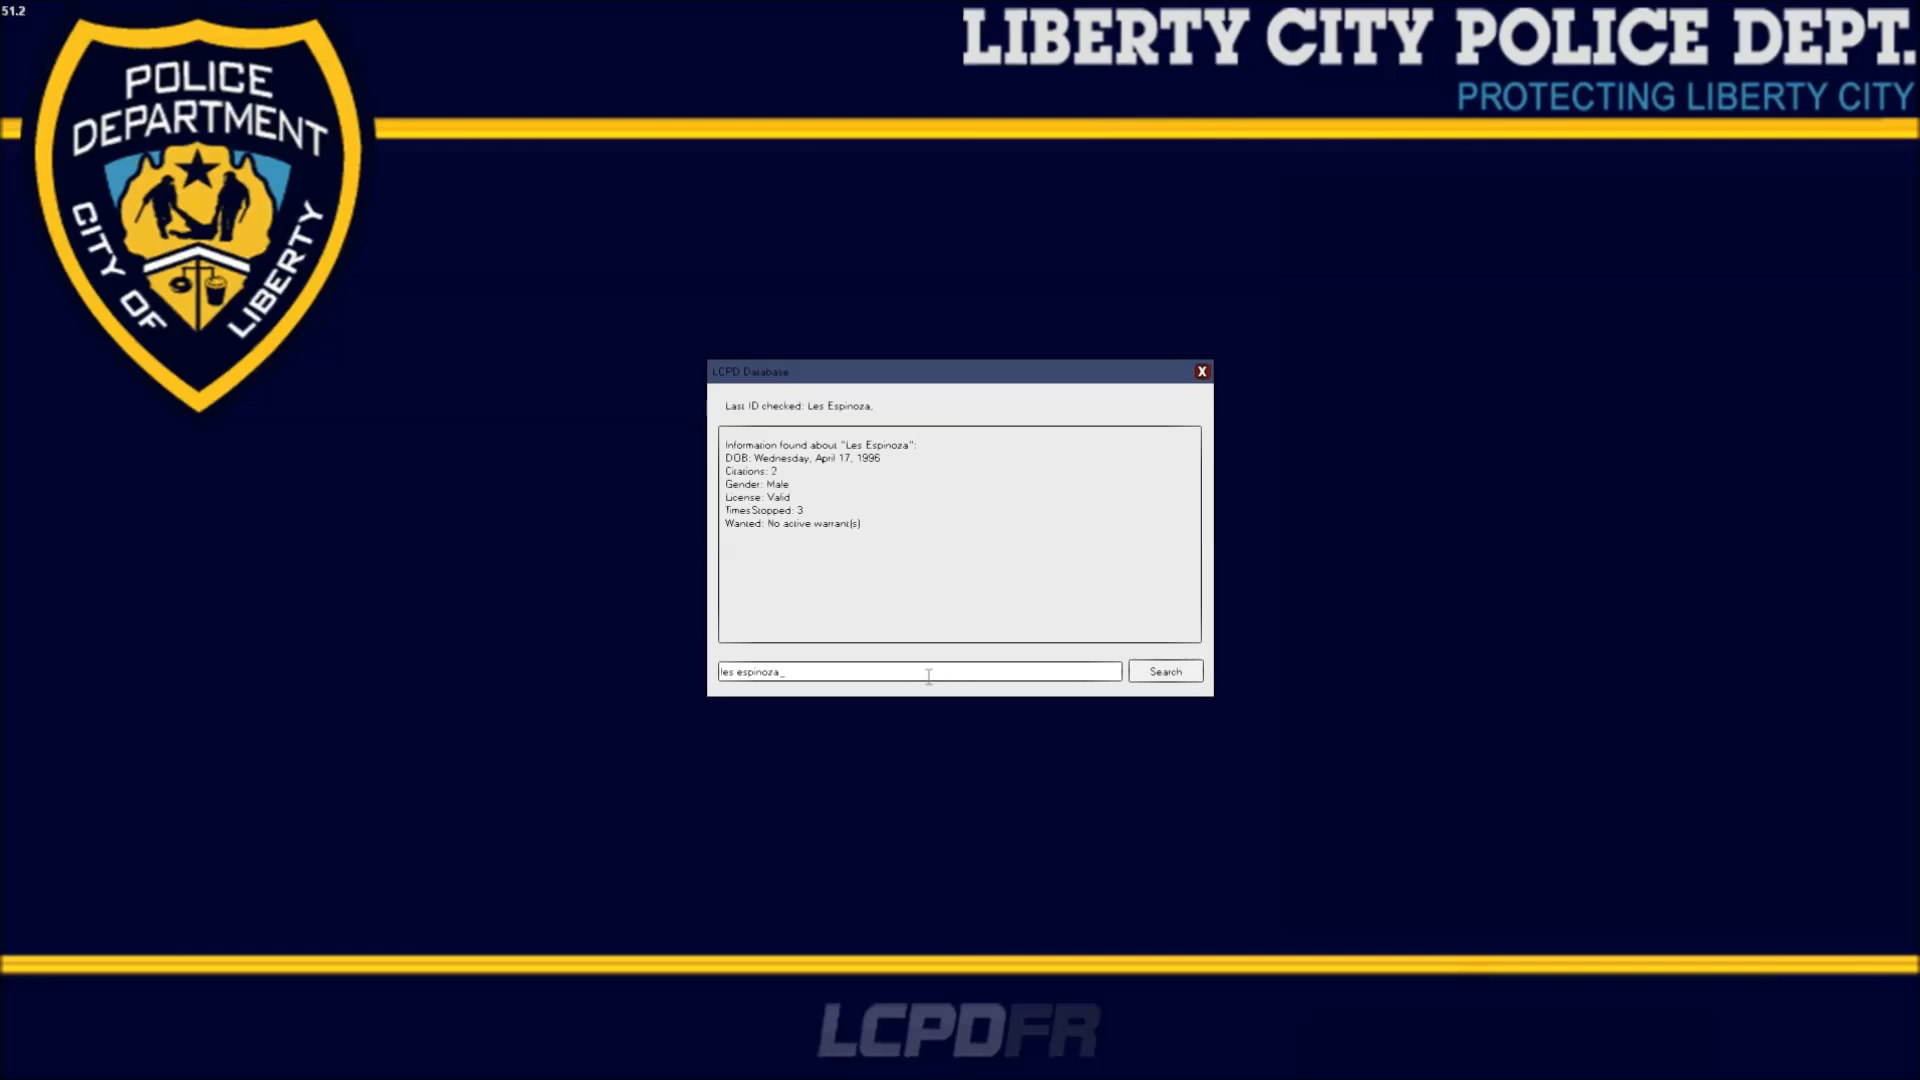 51.2
LIBERTY CITY POLICE DEPT.
PROTECTING LIBERTY CITY
POLICE
DEPARTMENT
CITY OF LIBERTY
LCPD Database
X
Last ID checked: Les Espinoza,
Information found about "Les Espinoza":
DOB: Wednesday, April 17, 1996
Citations: 2
Gender: Male
License: Valid
TimesStopped: 3
Wanted: No active warrant(s)
les espinoza_
Search
LCPDFR